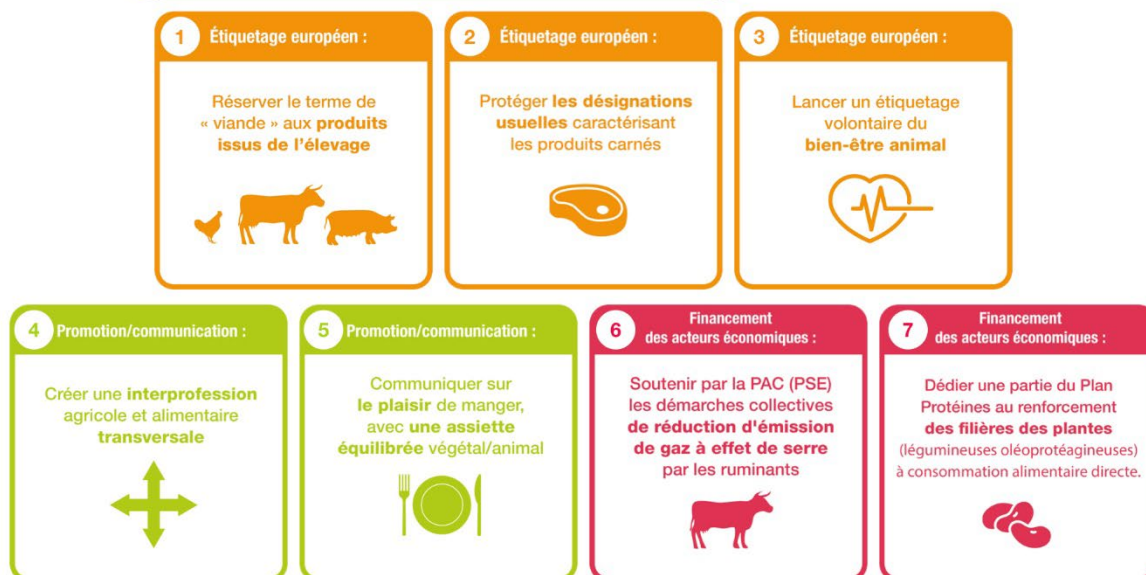 1 Étiquetage européen :
Réserver le terme de
« viande » aux produits
issus de l'élevage
2 Étiquetage européen :
Protéger les désignations
usuelles caractérisant
les produits carnés
3 Étiquetage européen :
Lancer un étiquetage
volontaire du
bien-être animal
4 Promotion/communication :
Créer une interprofession
agricole et alimentaire
transversale
5 Promotion/communication :
Communiquer sur
le plaisir de manger,
avec une assiette
équilibrée végétal/animal
6 Financement
des acteurs économiques :
Soutenir par la PAC (PSE)
les démarches collectives
de réduction d'émission
de gaz à effet de serre
par les ruminants
7 Financement
des acteurs économiques :
Dédier une partie du Plan
Protéines au renforcement
des filières des plantes
(légumineuses oléoprotéagineuses)
à consommation alimentaire directe.